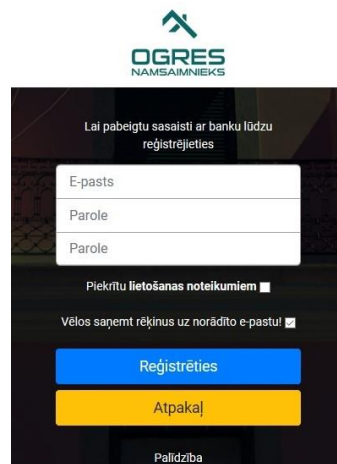 OGRES
NAMSAIMNIEKS
Lai pabeigtu sasaisti ar banku lūdzu
reģistrējieties
E-pasts
Parole
Parole
Piekrītu lietošanas noteikumiem
Vēlos saņemt rēķinus uz norādīto e-pastu!
Reģistrēties
Atpakaļ
Palīdzība